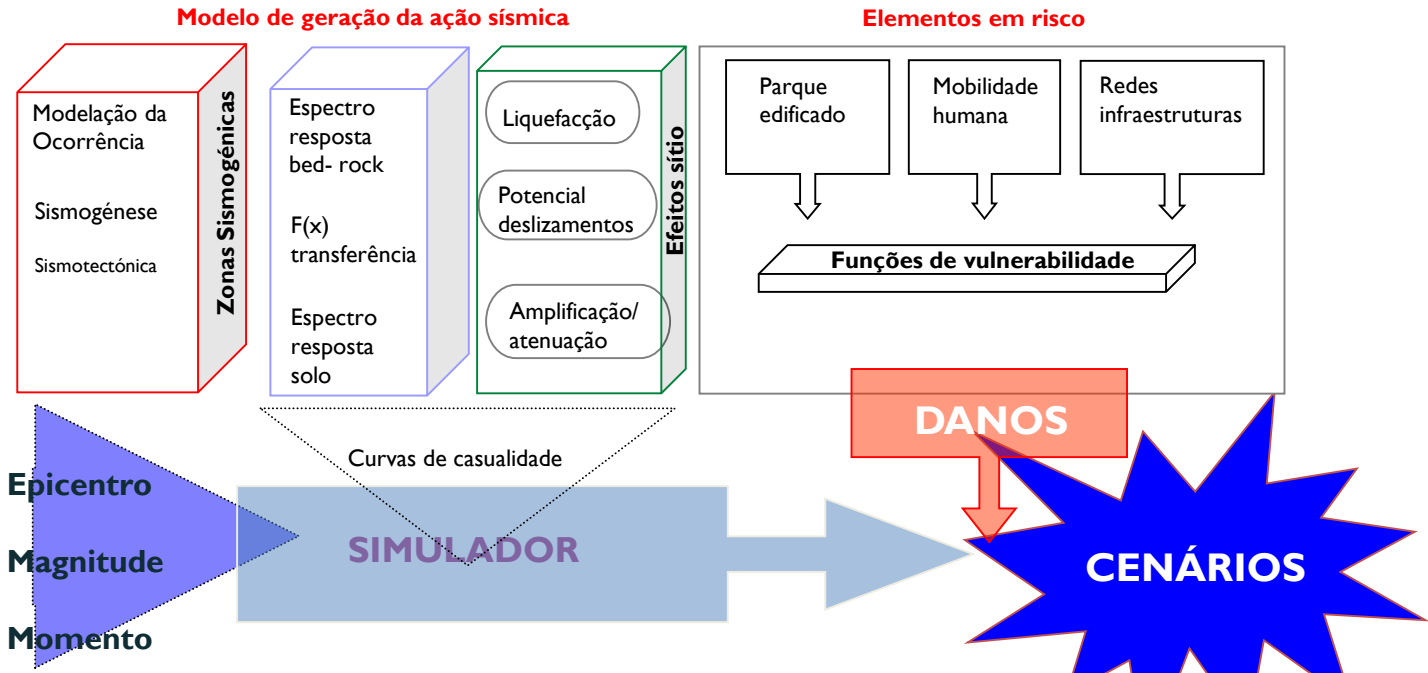 Modelo de geração da ação sísmica
Elementos em risco
Modelação da
Ocorrência
Sismogénese
Sismotectónica
Zonas Sismogénicas
Espectro
resposta
bed- rock
F(x)
transferência
Espectro
resposta
solo
Liquefacção
Potencial
deslizamentos
Amplificação/
atenuação
Efeitos sítio
Parque
edificado
Mobilidade
humana
Redes
infraestruturas
Funções de vulnerabilidade
DANOS
Curvas de casualidade
Epicentro
Magnitude
Momento
SIMULADOR
CENÁRIOS